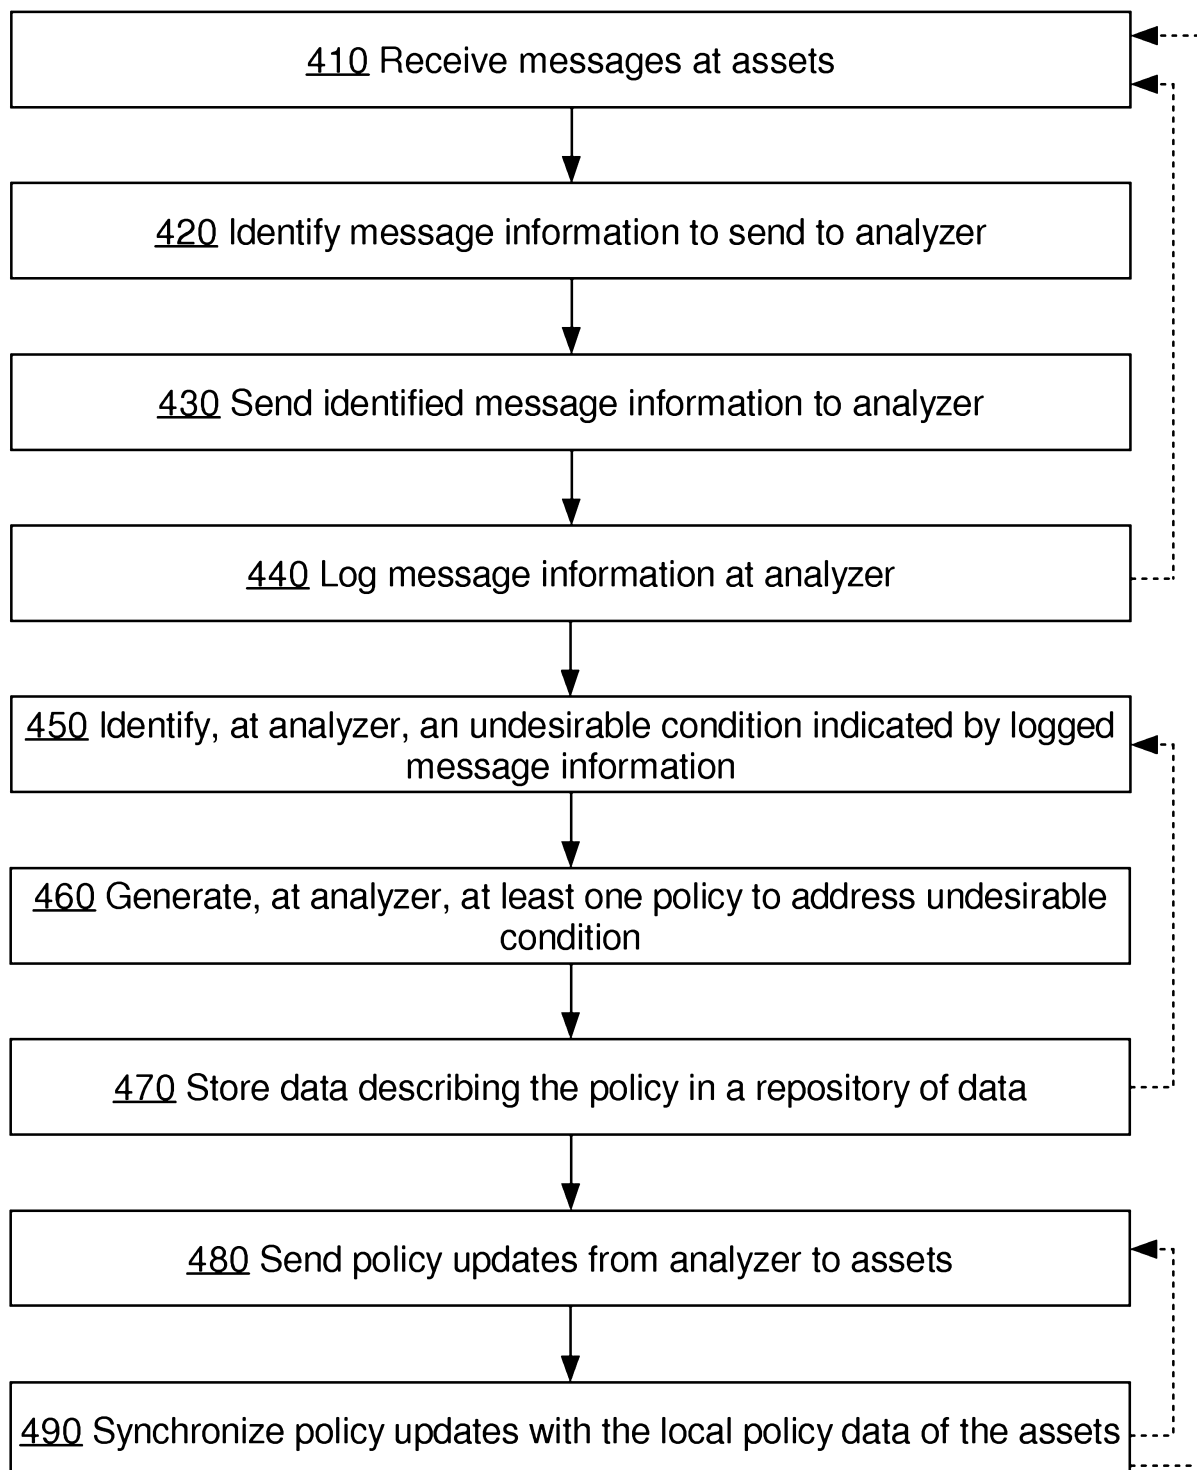 410 Receive messages at assets
420 Identify message information to send to analyzer
430 Send identified message information to analyzer
440 Log message information at analyzer
450 Identify, at analyzer, an undesirable condition indicated by logged
message information
460 Generate, at analyzer, at least one policy to address undesirable
condition
470 Store data describing the policy in a repository of data
480 Send policy updates from analyzer to assets
490 Synchronize policy updates with the local policy data of the assets